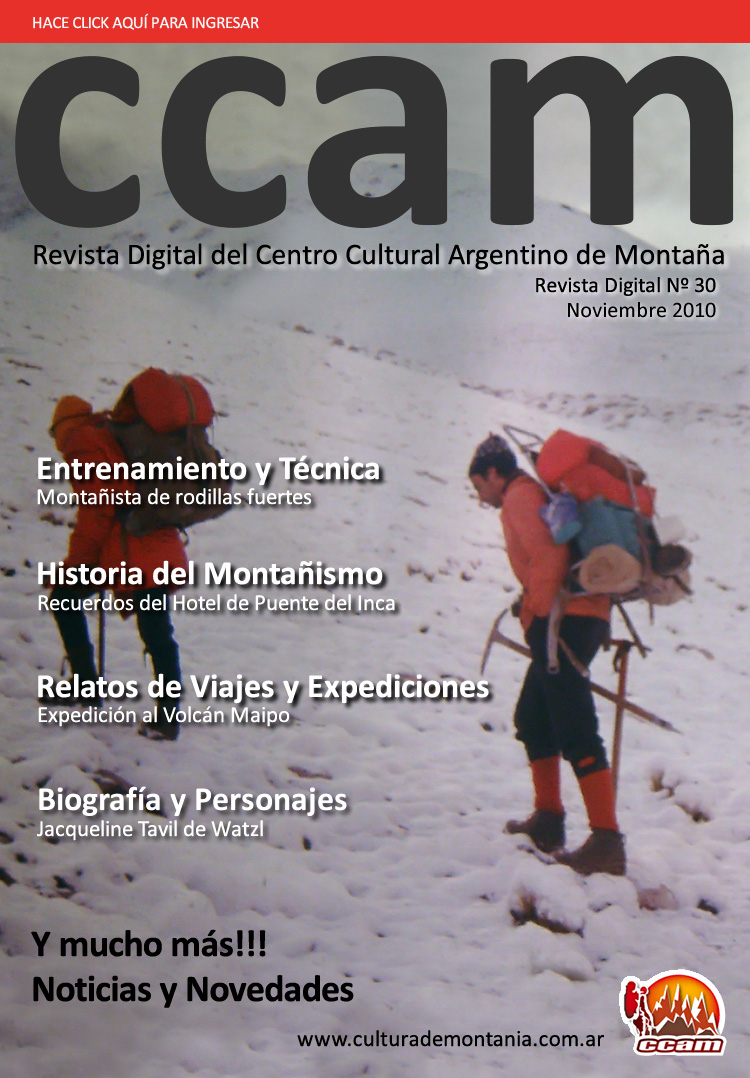 HACE CLICK AQUÍ PARA INGRESAR
ccam
Revista Digital del Centro Cultural Argentino de Montaña
Revista Digital Nº 30
Noviembre 2010
Entrenamiento y Técnica
Montañista de rodillas fuertes
Historia del Montañismo
Recuerdos del Hotel de Puente del Inca
Relatos de Viajes y Expediciones
Expedición al Volcán Maipo
Biografía y Personajes
Jacqueline Tavil de Watzl
Y mucho más!!!
Noticias y Novedades
www.culturademontania.com.ar
ccam